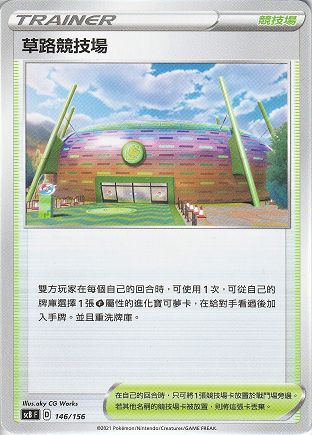 TRAINER
競技場
草路競技場
雙方玩家在每個自己的回合時，可使用1次，可從自己的
牌庫選擇1張屬性的進化寶可夢卡，在給對手看過後加
入手牌。並且重洗牌庫。
Illus.aky CG Works
scB F D 146/156
在自己的回合時，只可將1張競技場卡放置於戰鬥場旁邊。
若其他名稱的競技場卡被放置，則將這張卡丟棄。
©2021 Pokémon/Nintendo/Creatures/GAME FREAK.